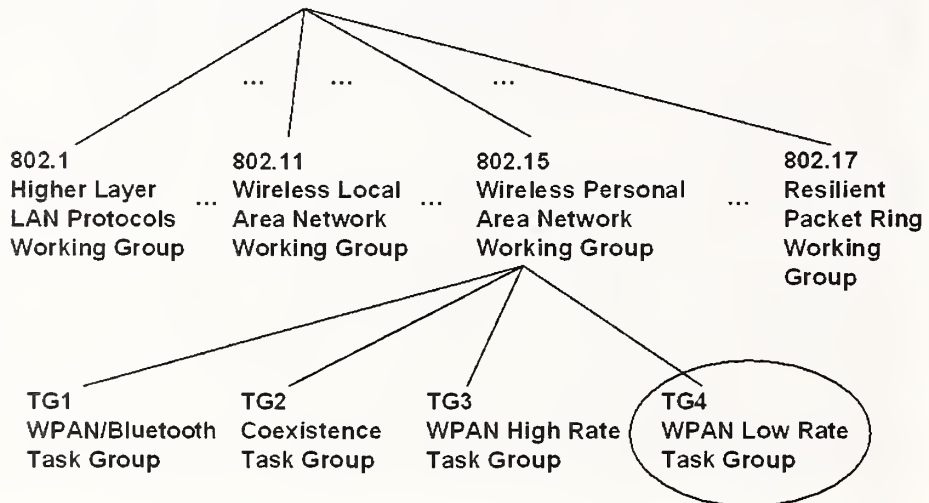 ... ... ...
802.1
Higher Layer
LAN Protocols
Working Group
...
802.11
Wireless Local
Area Network
Working Group
...
802.15
Wireless Personal
Area Network
Working Group
...
802.17
Resilient
Packet Ring
Working
Group
TG1
WPAN/Bluetooth
Task Group
TG2
Coexistence
Task Group
TG3
WPAN High Rate
Task Group
TG4
WPAN Low Rate
Task Group